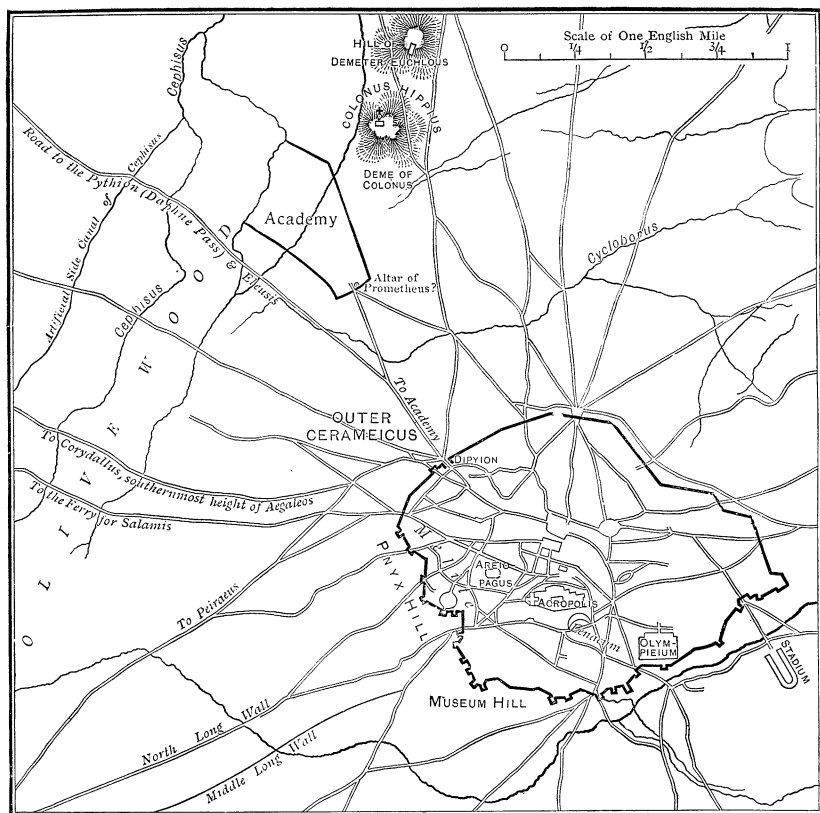 Scale of One English Mile
0 1/4 1/2 3/4 1
HILL OF
DEMETER EUCHLOUS
COLONUS HIPPIUS
DEME OF
COLONUS
Cephisus
Cephisus
Road to the Pythion (Daphne Pass) & Eleusis
Artificial Side Canal of
Cephisus
Academy
Altar of
Prometheus?
Cycloborus
OLIVE WOOD
To Academy
OUTER
CERAMEICUS
DIPYLON
To Corydallus, southernmost height of Aegaleos
To the Ferry for Salamis
Melite
PNYX HILL
AREIO-
PAGUS
ACROPOLIS
Lenaeum
OLYM-
PIEIUM
STADIUM
To Peiraeus
MUSEUM HILL
North Long Wall
Middle Long Wall